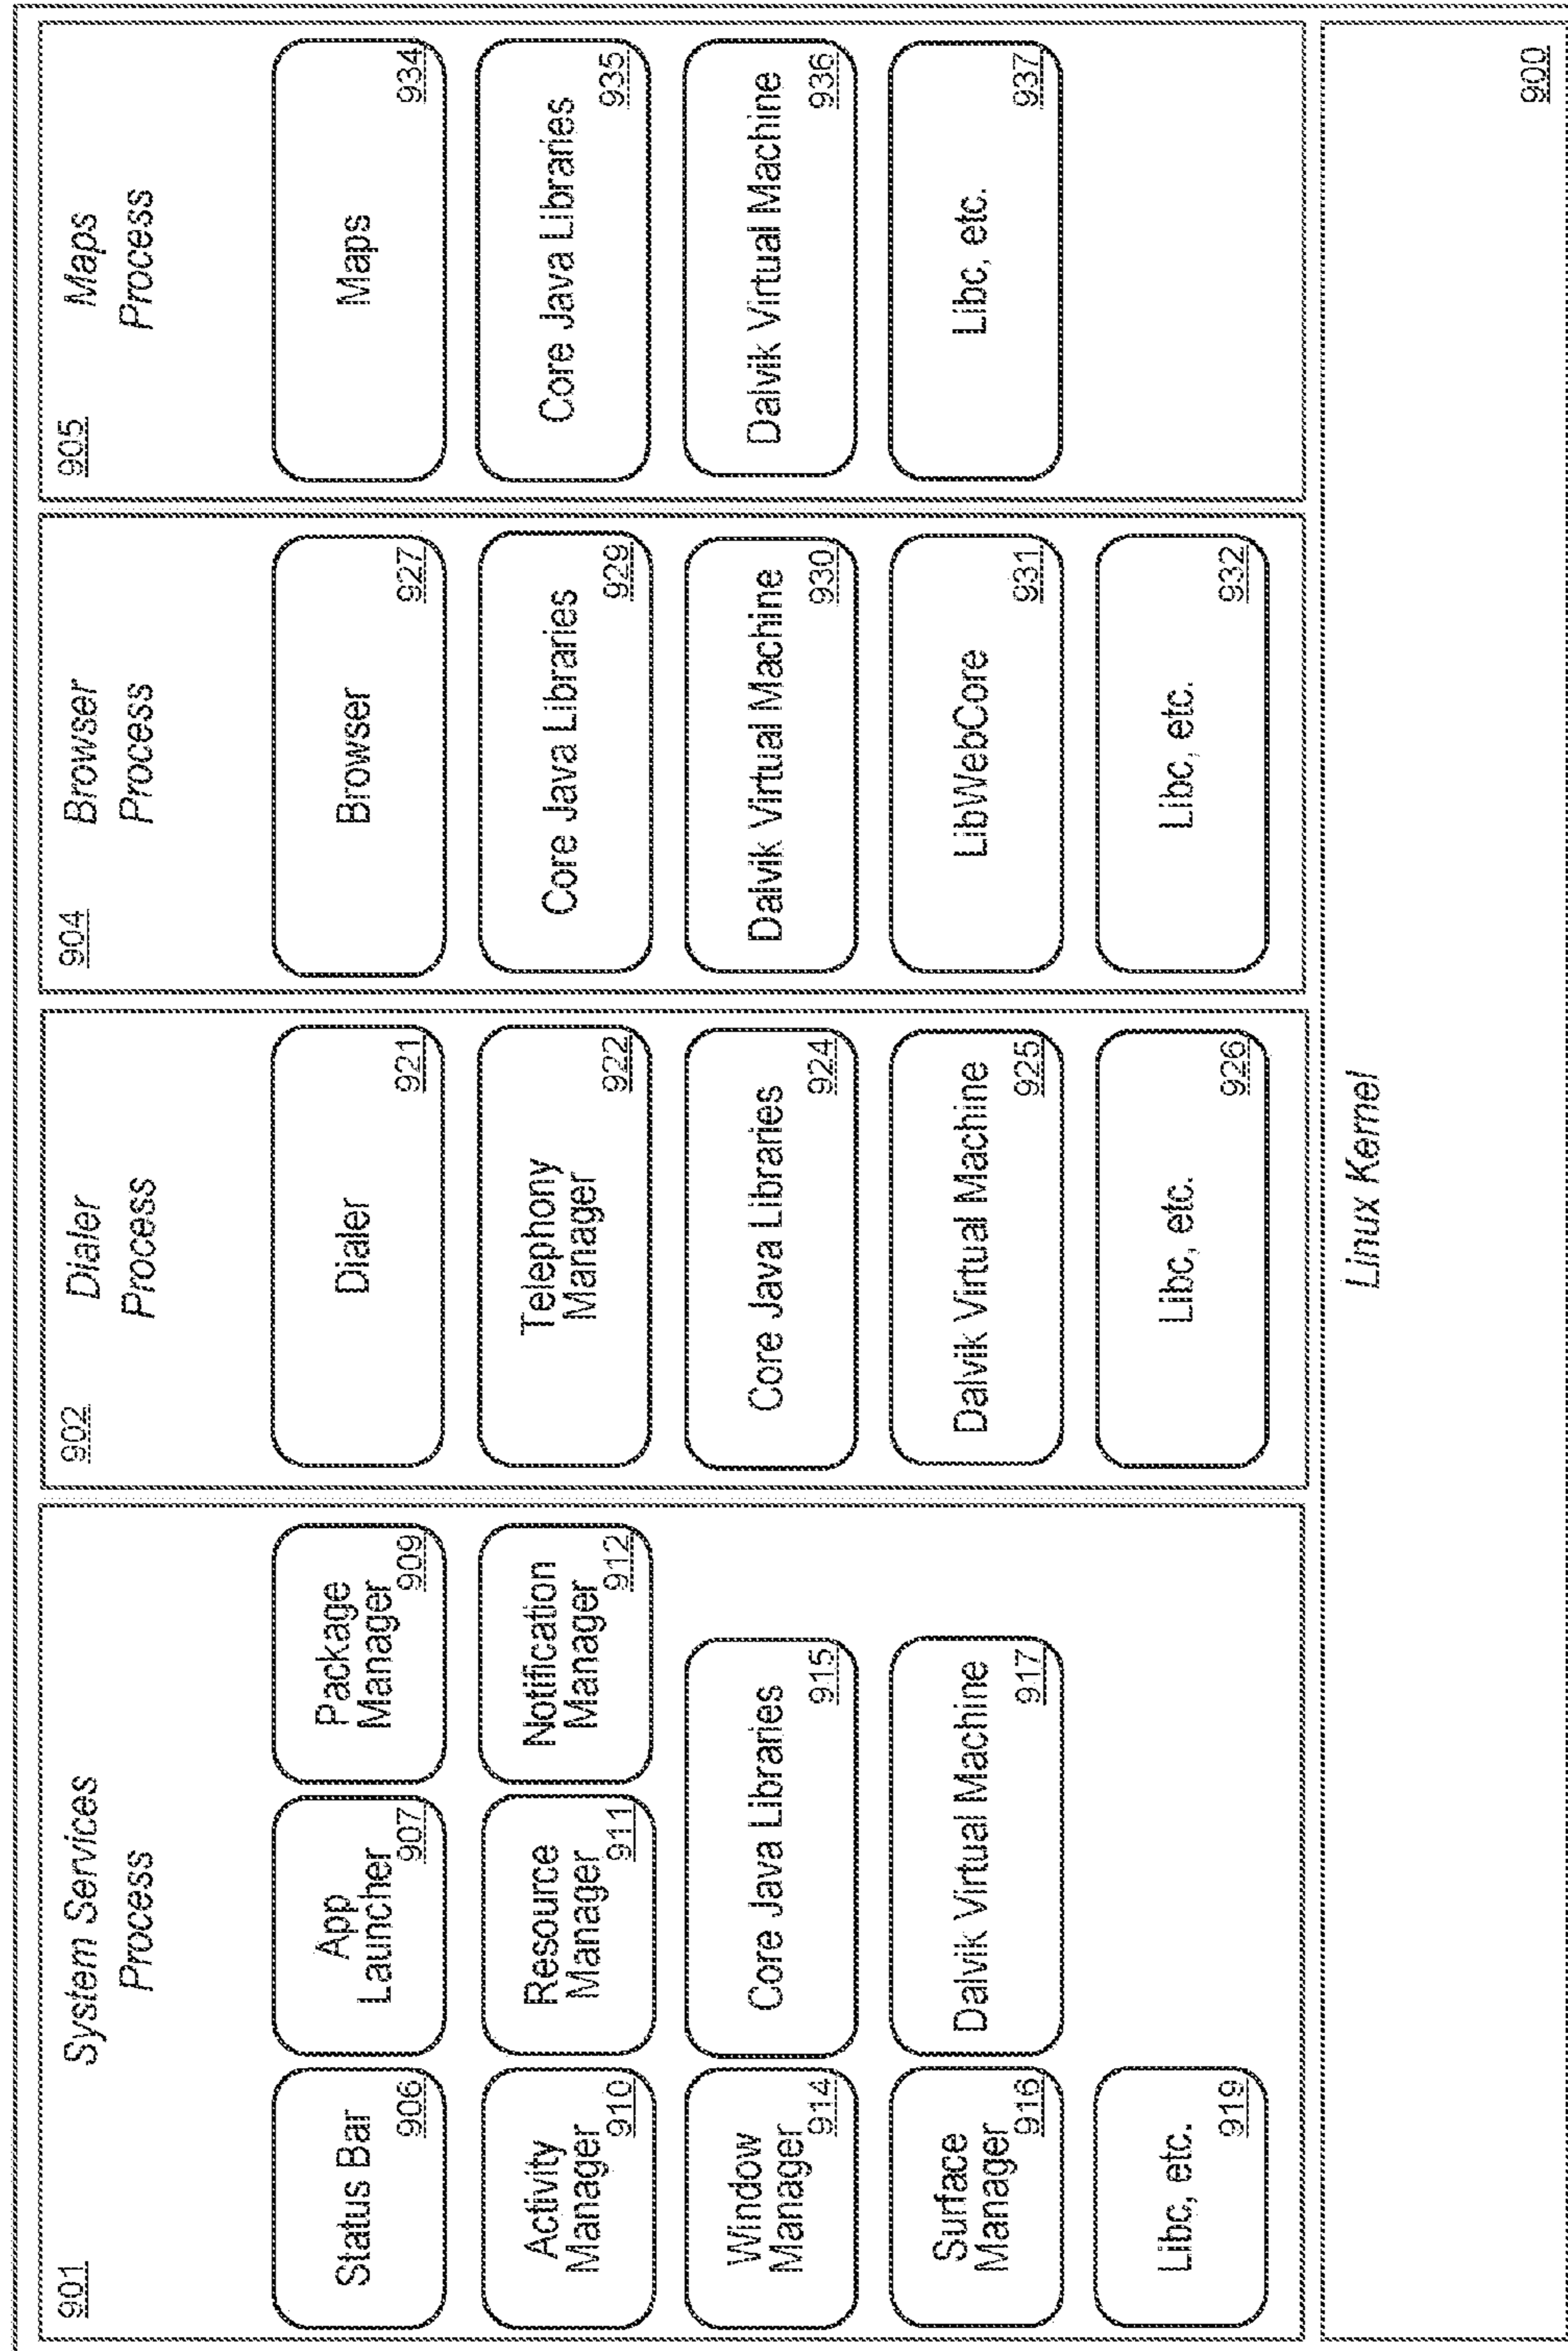 901
System Services
Process
Status Bar
906
App
Launcher
907
Package
Manager
909
Activity
Manager
910
Resource
Manager
911
Notification
Manager
912
Window
Manager
914
Core Java Libraries
915
Surface
Manager
916
Dalvik Virtual Machine
917
Libc, etc.
919
902
Dialer
Process
Dialer
921
Telephony
Manager
922
Core Java Libraries
924
Dalvik Virtual Machine
925
Libc, etc.
926
904
Browser
Process
Browser
927
Core Java Libraries
929
Dalvik Virtual Machine
930
LibWebCore
931
Libc, etc.
932
905
Maps
Process
Maps
934
Core Java Libraries
935
Dalvik Virtual Machine
936
Libc, etc.
937
Linux Kernel
900